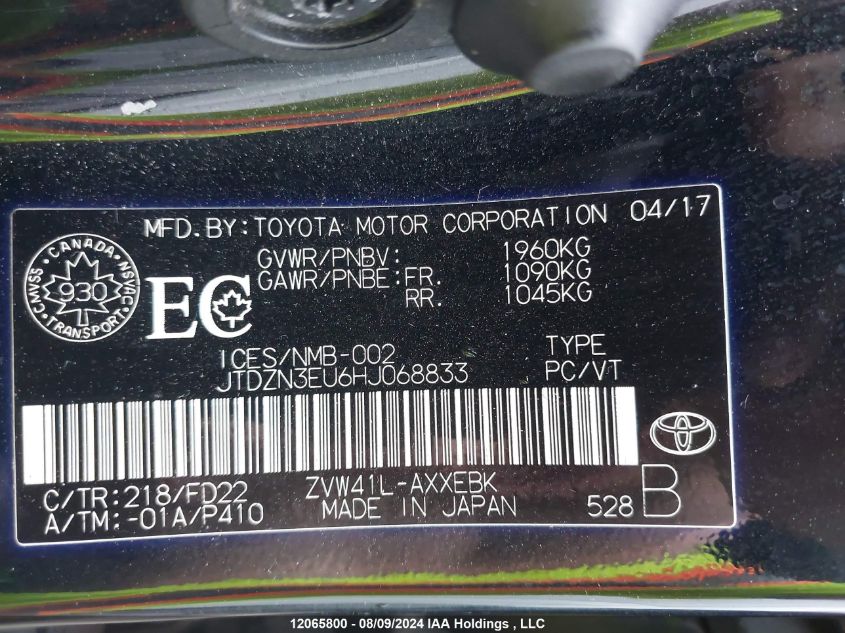 MFD.BY:TOYOTA MOTOR CORPORATION 04/17
GVWR/PNBV: 1960KG
GAWR/PNBE:FR. 1090KG
RR. 1045KG
CANADA
CMVSS 930 NSVAC
TRANSPORT
EC
ICES/NMB-002 TYPE
JTDZN3EU6HJ068833 PC/VT
C/TR:218/FD22 ZVW41L-AXXEBK
A/TM:-01A/P410 MADE IN JAPAN 528 B
12065800 - 08/09/2024 IAA Holdings , LLC